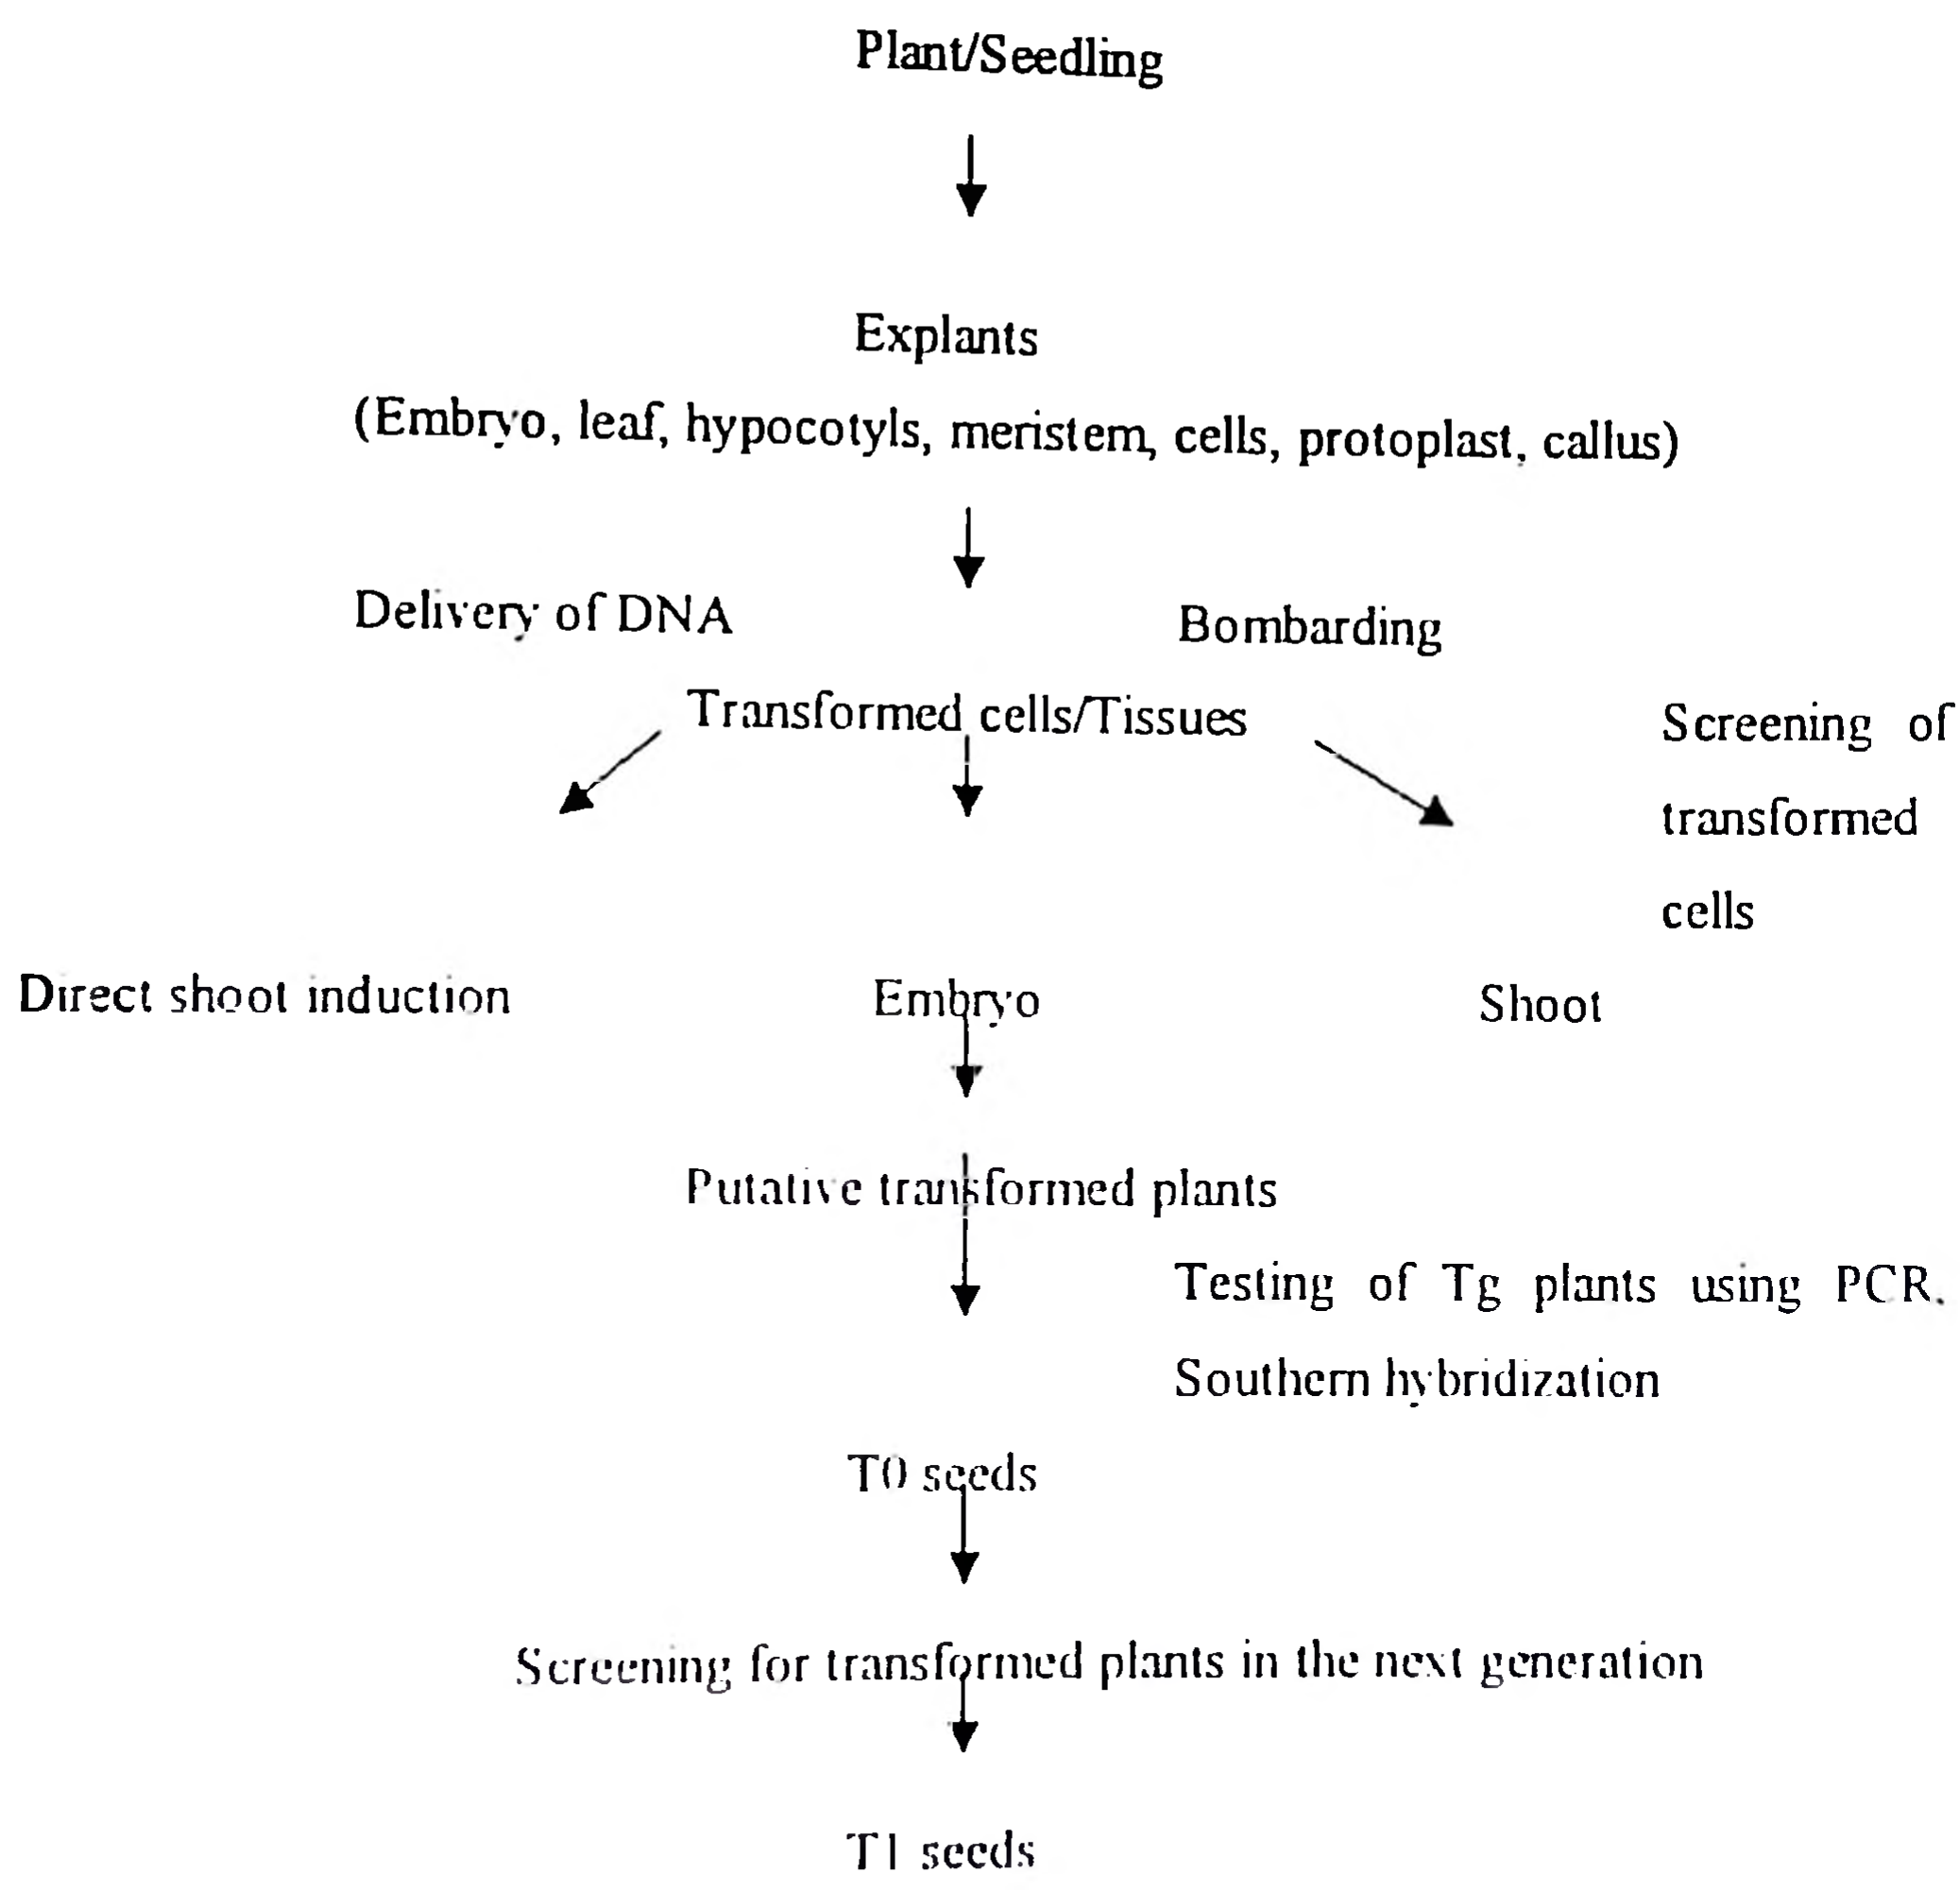 Plant/Seedling
Explants
(Embryo, leaf, hypocotyls, meristem, cells, protoplast, callus)
Delivery of DNA
Bombarding
Transformed cells/Tissues
Screening of
transformed
cells
Direct shoot induction
Embryo
Shoot
Putative transformed plants
Testing of Tg plants using PCR.
Southern hybridization
T0 seeds
Screening for transformed plants in the next generation
T1 seeds